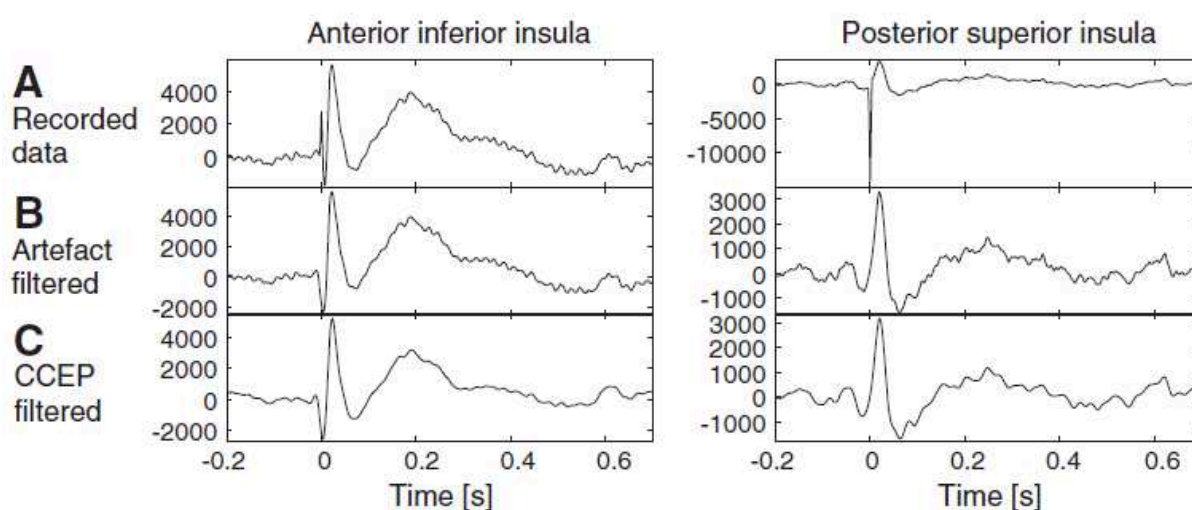 Anterior inferior insula
Posterior superior insula
A
Recorded
data
4000
2000
0
0
-5000
-10000
B
Artefact
filtered
4000
2000
0
-2000
3000
2000
1000
0
-1000
C
CCEP
filtered
4000
2000
0
-2000
3000
2000
1000
0
-1000
-0.2 0 0.2 0.4 0.6
-0.2 0 0.2 0.4 0.6
Time [s]
Time [s]